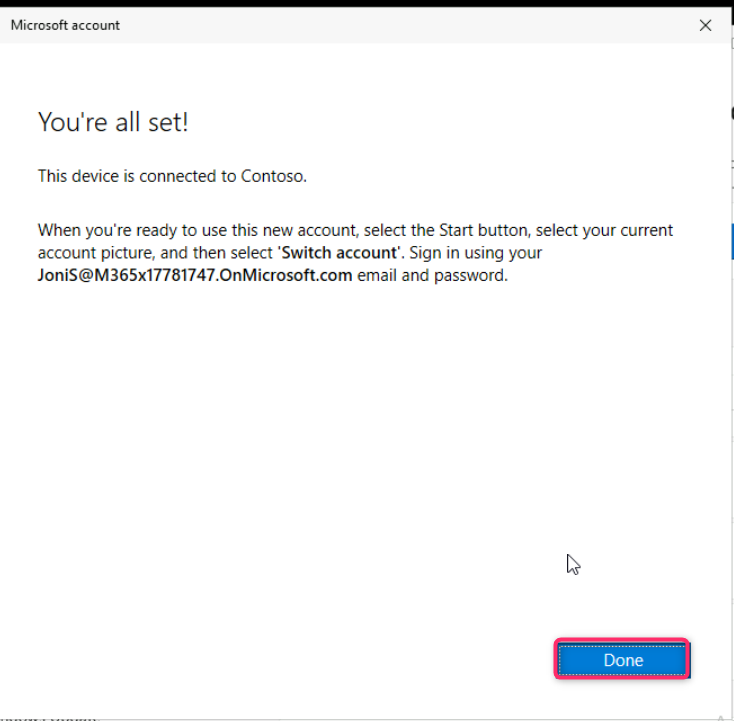 Microsoft account
You're all set!
This device is connected to Contoso.
When you're ready to use this new account, select the Start button, select your current
account picture, and then select 'Switch account'. Sign in using your
JoniS@M365x17781747.OnMicrosoft.com email and password.
Done